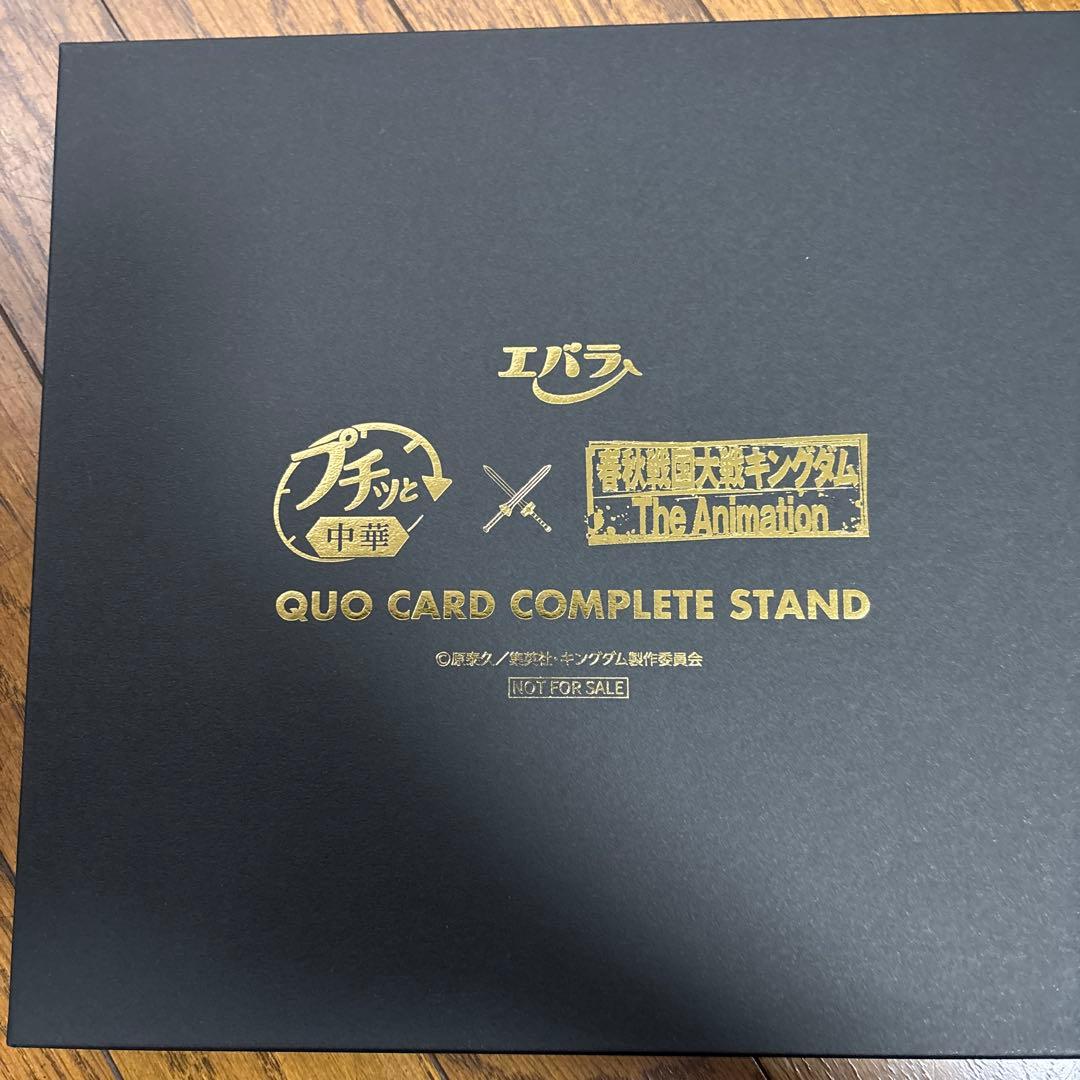 エバラ
プチッと
中華
春秋戦国大戦キングダム
The Animation
QUO CARD COMPLETE STAND
©原泰久/集英社・キングダム製作委員会
NOT FOR SALE